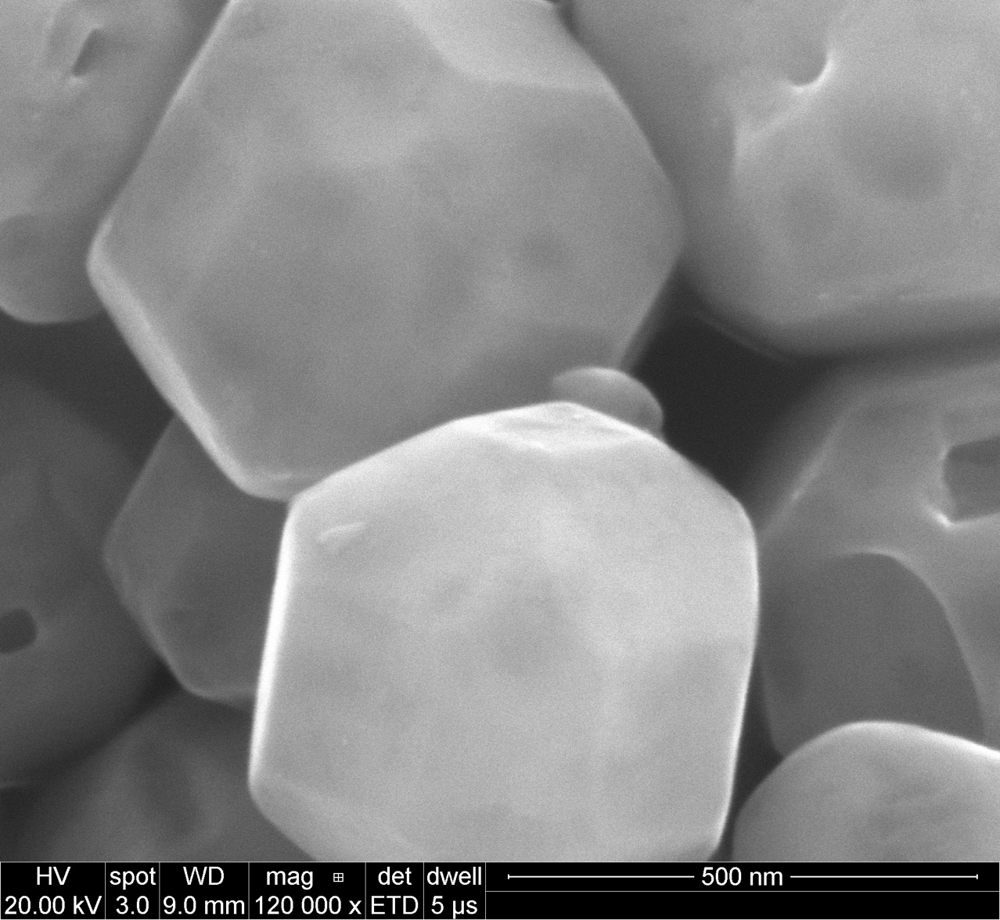 HV spot WD mag ⊞ det dwell 500 nm
20.00 kV 3.0 9.0 mm 120 000 x ETD 5 µs